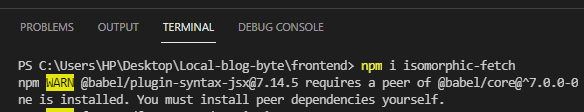 PROBLEMS OUTPUT TERMINAL DEBUG CONSOLE
PS C:\Users\HP\Desktop\Local-blog-byte\frontend> npm i isomorphic-fetch
npm WARN @babel/plugin-syntax-jsx@7.14.5 requires a peer of @babel/core@^7.0.0-0
ne is installed. You must install peer dependencies yourself.